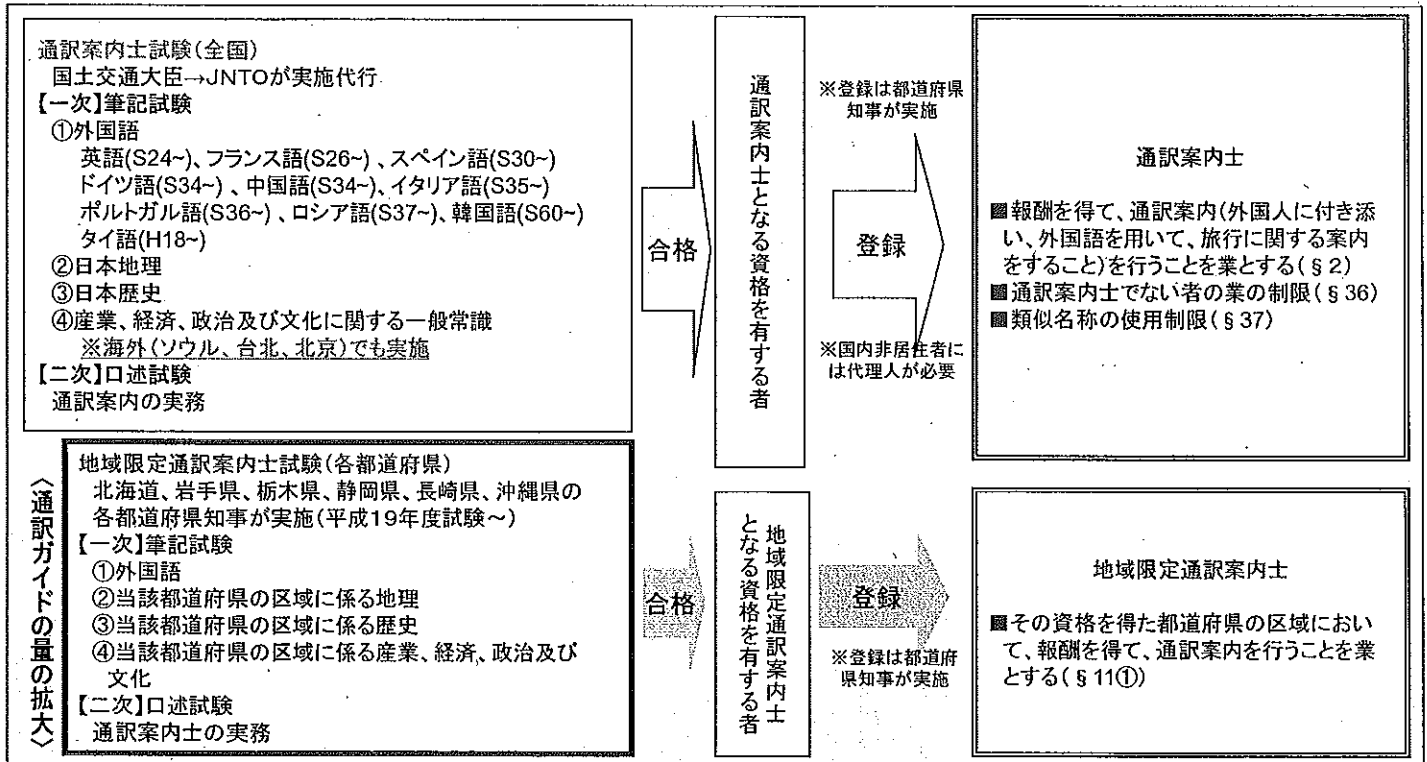 通訳案内士試験(全国)
国土交通大臣→JNTOが実施代行
【一次】筆記試験
①外国語
英語(S24~)、フランス語(S26~)、スペイン語(S30~)
ドイツ語(S34~)、中国語(S34~)、イタリア語(S35~)
ポルトガル語(S36~)、ロシア語(S37~)、韓国語(S60~)
タイ語(H18~)
②日本地理
③日本歴史
④産業、経済、政治及び文化に関する一般常識
※海外(ソウル、台北、北京)でも実施
【二次】口述試験
通訳案内の実務
合格
通訳案内士となる資格を有する者
※登録は都道府県
知事が実施
登録
※国内非居住者に
は代理人が必要
通訳案内士
■報酬を得て、通訳案内(外国人に付き添
い、外国語を用いて、旅行に関する案内
をすること)を行うことを業とする(§2)
■通訳案内士でない者の業の制限(§36)
■類似名称の使用制限(§37)
〈通訳ガイドの量の拡大〉
地域限定通訳案内士試験(各都道府県)
北海道、岩手県、栃木県、静岡県、長崎県、沖縄県の
各都道府県知事が実施(平成19年度試験~)
【一次】筆記試験
①外国語
②当該都道府県の区域に係る地理
③当該都道府県の区域に係る歴史
④当該都道府県の区域に係る産業、経済、政治及び
文化
【二次】口述試験
通訳案内士の実務
合格
地域限定通訳案内士
となる資格を有する者
登録
※登録は都道府
県知事が実施
地域限定通訳案内士
■その資格を得た都道府県の区域におい
て、報酬を得て、通訳案内を行うことを業
とする(§11①)